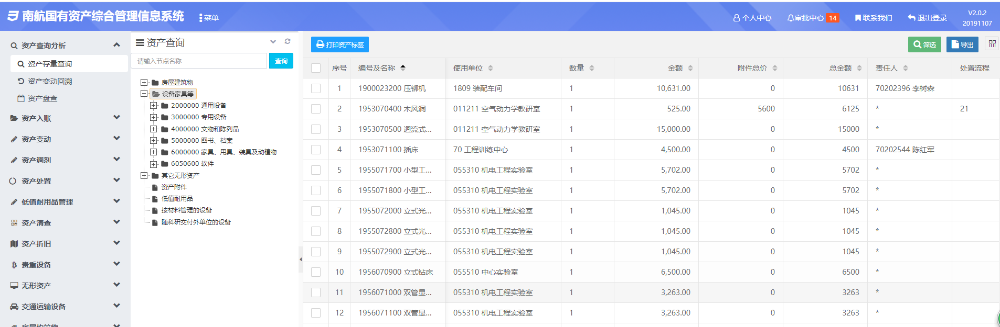 南航国有资产综合管理信息系统
菜单
个人中心
审批中心 14
联系我们
退出登录
V2.0.2
20191107
资产查询分析
资产存量查询
资产变动回溯
资产盘查
资产入账
资产变动
资产调剂
资产处置
低值耐用品管理
资产清查
资产折旧
贵重设备
无形资产
交通运输设备
房屋构筑物
资产查询
请输入节点名称
查询
房屋建筑物
设备家具等
2000000 通用设备
3000000 专用设备
4000000 文物和陈列品
5000000 图书、档案
6000000 家具、用具、装具及动植物
6050600 软件
其它无形资产
资产附件
低值耐用品
按材料管理的设备
随科研交付外单位的设备
打印资产标签
筛选
导出
序号 编号及名称 使用单位 数量 金额 附件总价 总金额 责任人 处置流程
1 1900023200 压铆机 1809 装配车间 1 10,631.00 0 10631 70202396 李树森
2 1953070400 木风洞 011211 空气动力学教研室 1 525.00 5600 6125 * 21
3 1953070500 迴流式... 011211 空气动力学教研室 1 15,000.00 0 15000 *
4 1953071100 插床 70 工程训练中心 1 4,500.00 0 4500 70202544 陈红军
5 1955071700 小型工... 055310 机电工程实验室 1 5,702.00 0 5702 *
6 1955071800 小型工... 055310 机电工程实验室 1 5,702.00 0 5702 *
7 1955072000 立式光... 055310 机电工程实验室 1 1,045.00 0 1045 *
8 1955072800 立式光... 055310 机电工程实验室 1 1,045.00 0 1045 *
9 1955072900 立式光... 055310 机电工程实验室 1 1,045.00 0 1045 *
10 1956070900 立式钻床 055510 中心实验室 1 6,500.00 0 6500 *
11 1956071000 双管显... 055310 机电工程实验室 1 3,263.00 0 3263 *
12 1956071100 双管显... 055310 机电工程实验室 1 3,263.00 0 3263 *